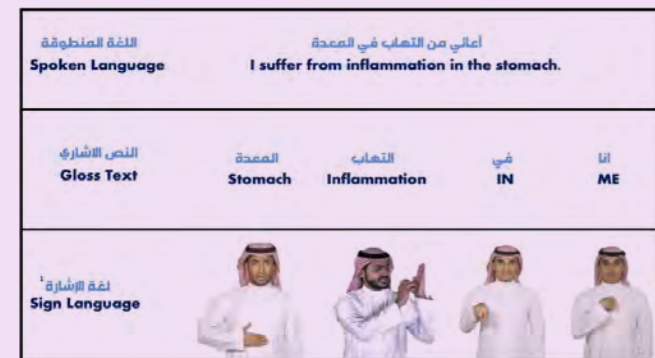 اللغة المنطوقة
Spoken Language
أعاني من التهاب في المعدة
I suffer from inflammation in the stomach.
النص الاشاري
Gloss Text
المعدة التهاب في انا
Stomach Inflammation IN ME
لغة الإشارة
Sign Language